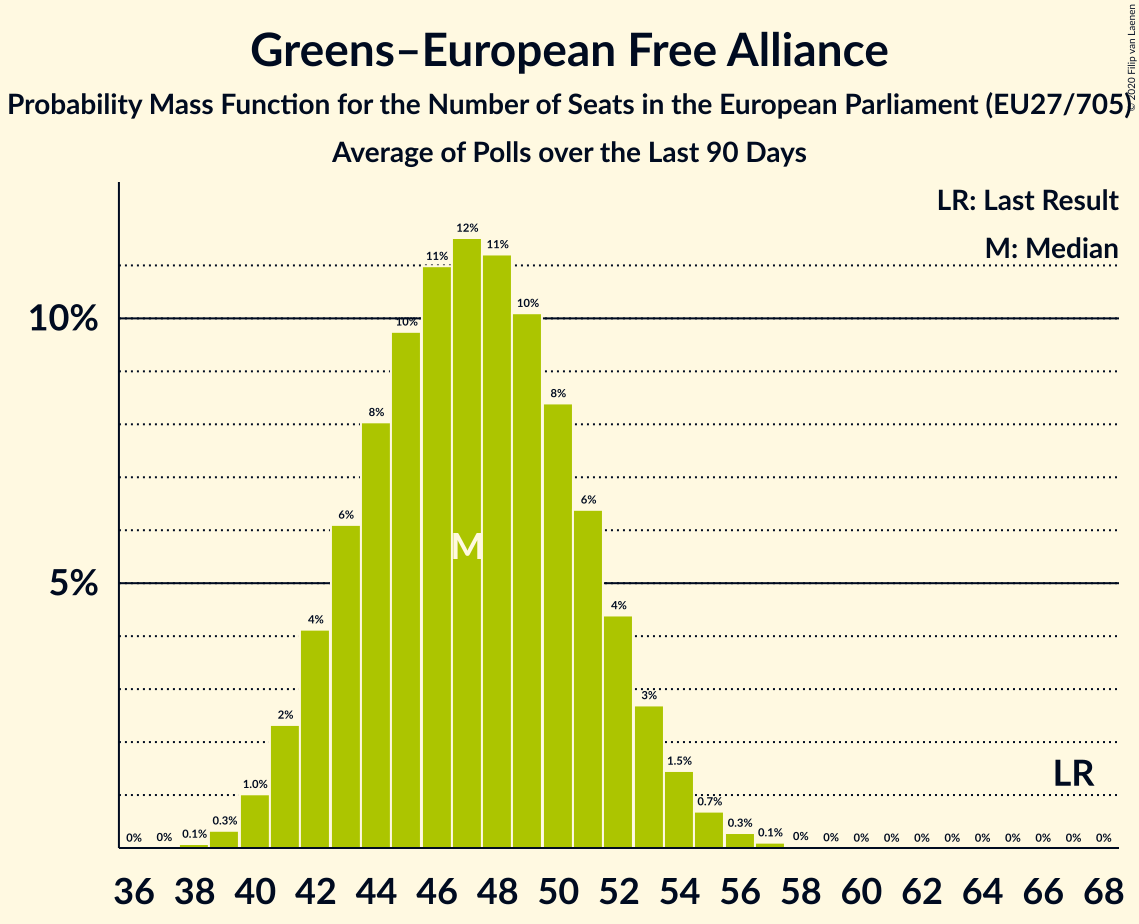 Greens–European Free Alliance
Probability Mass Function for the Number of Seats in the European Parliament (EU27/705)
Average of Polls over the Last 90 Days
© 2020 Filip van Laenen
LR: Last Result
M: Median
10%
5%
0% 0% 0.1% 0.3% 1.0% 2% 4% 6% 8% 10% 11% 12% 11% 10% 8% 6% 4% 3% 1.5% 0.7% 0.3% 0.1% 0% 0% 0% 0% 0% 0% 0% 0% 0% 0% 0%
M
LR
36 38 40 42 44 46 48 50 52 54 56 58 60 62 64 66 68